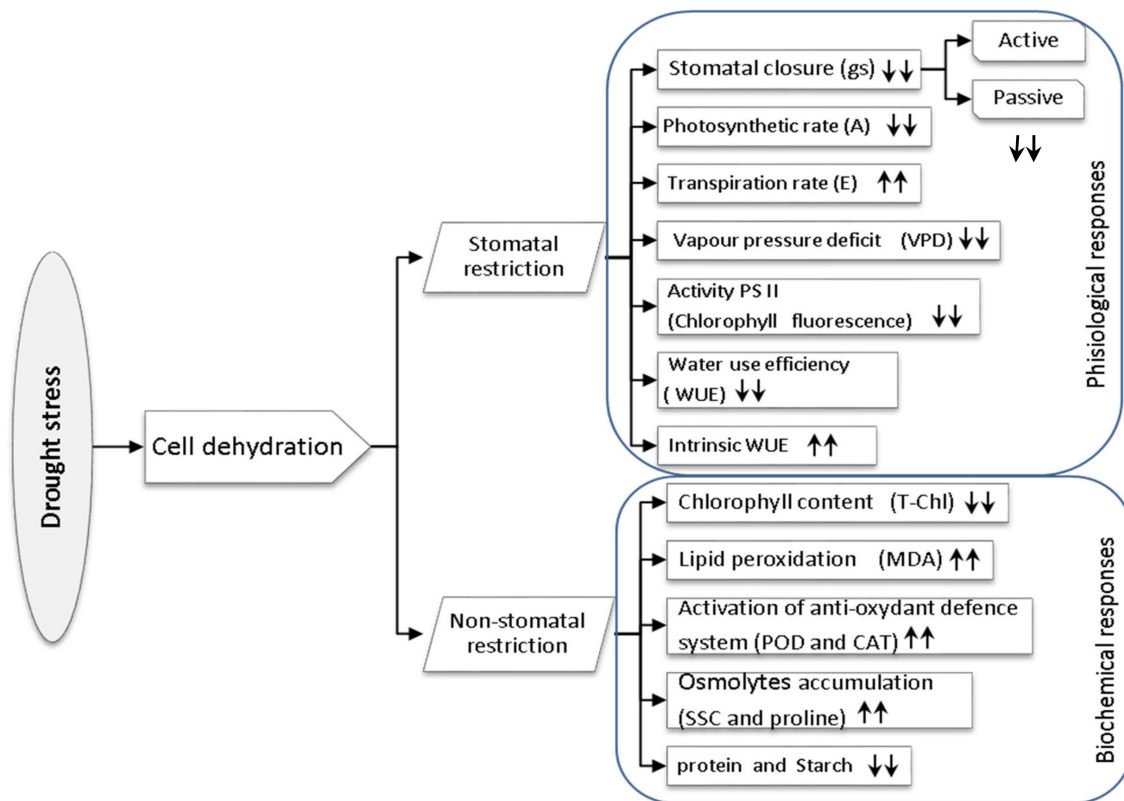 Drought stress
Cell dehydration
Stomatal
restriction
Non-stomatal
restriction
Stomatal closure (gs) ↓↓
Active
Passive
↓↓
Photosynthetic rate (A) ↓↓
Transpiration rate (E) ↑↑
Vapour pressure deficit (VPD) ↓↓
Activity PS II
(Chlorophyll fluorescence) ↓↓
Water use efficiency
( WUE) ↓↓
Intrinsic WUE ↑↑
Phisiological responses
Chlorophyll content (T-Chl) ↓↓
Lipid peroxidation (MDA) ↑↑
Activation of anti-oxydant defence
system (POD and CAT) ↑↑
Osmolytes accumulation
(SSC and proline) ↑↑
protein and Starch ↓↓
Biochemical responses